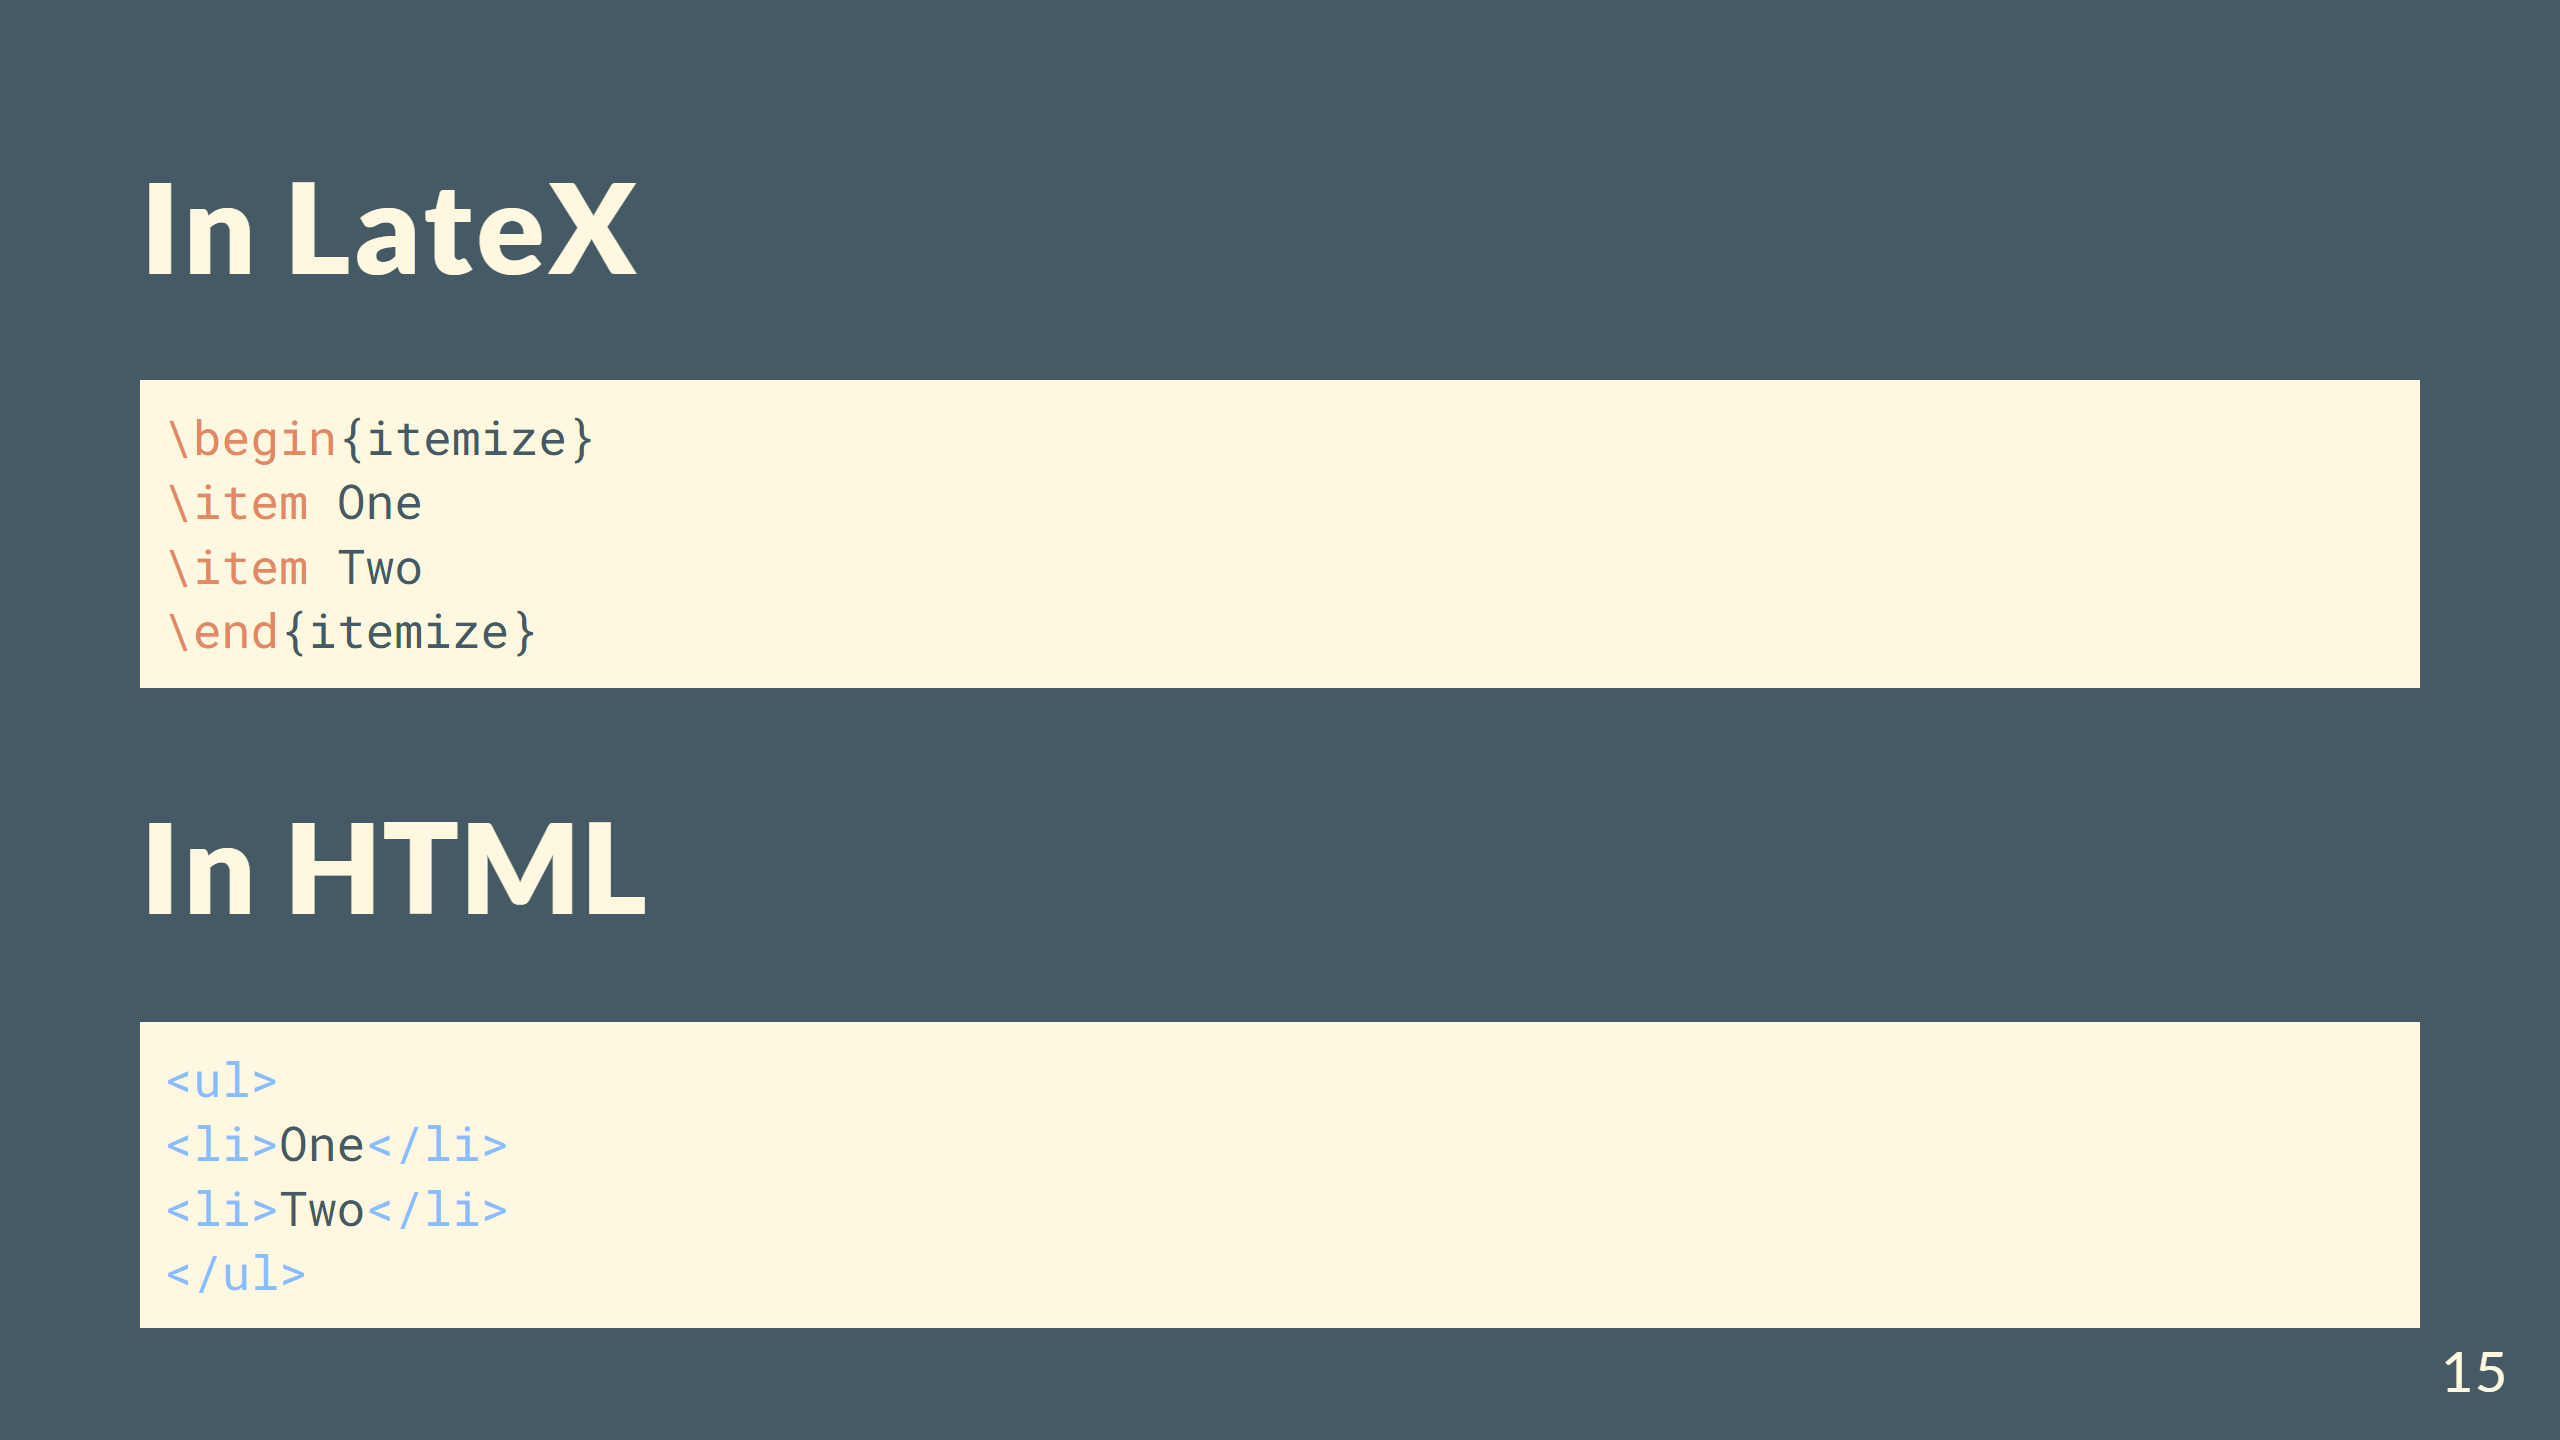 In LateX
\begin{itemize}
\item One
\item Two
\end{itemize}
In HTML
<ul>
<li>One</li>
<li>Two</li>
</ul>
15